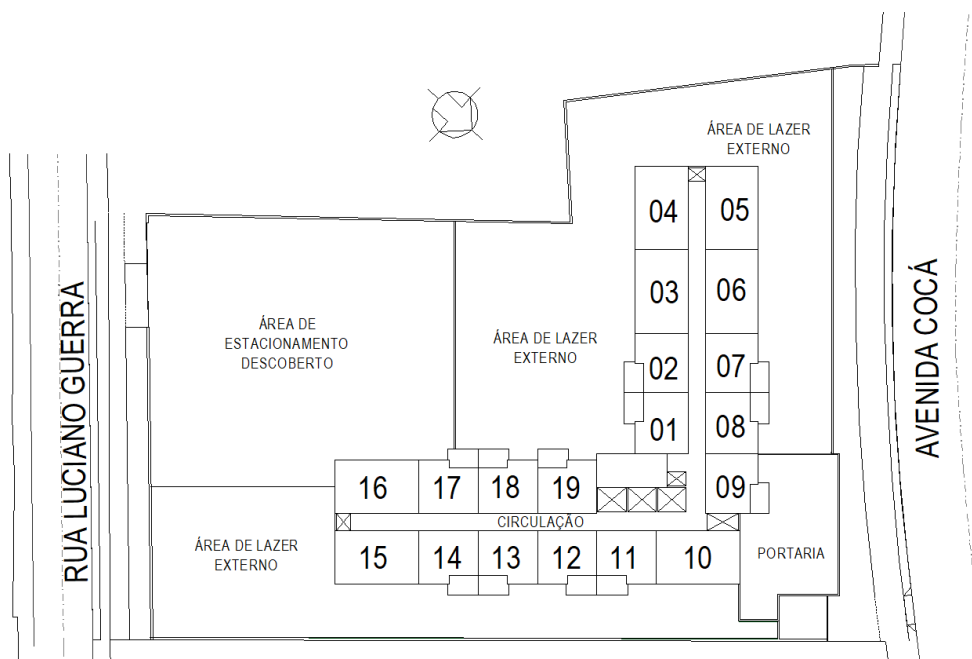 ÁREA DE LAZER
EXTERNO
04
05
03
06
ÁREA DE
ESTACIONAMENTO
DESCOBERTO
ÁREA DE LAZER
EXTERNO
02
07
01
08
RUA LUCIANO GUERRA
AVENIDA COCÁ
16
17
18
19
09
CIRCULAÇÃO
ÁREA DE LAZER
EXTERNO
15
14
13
12
11
10
PORTARIA